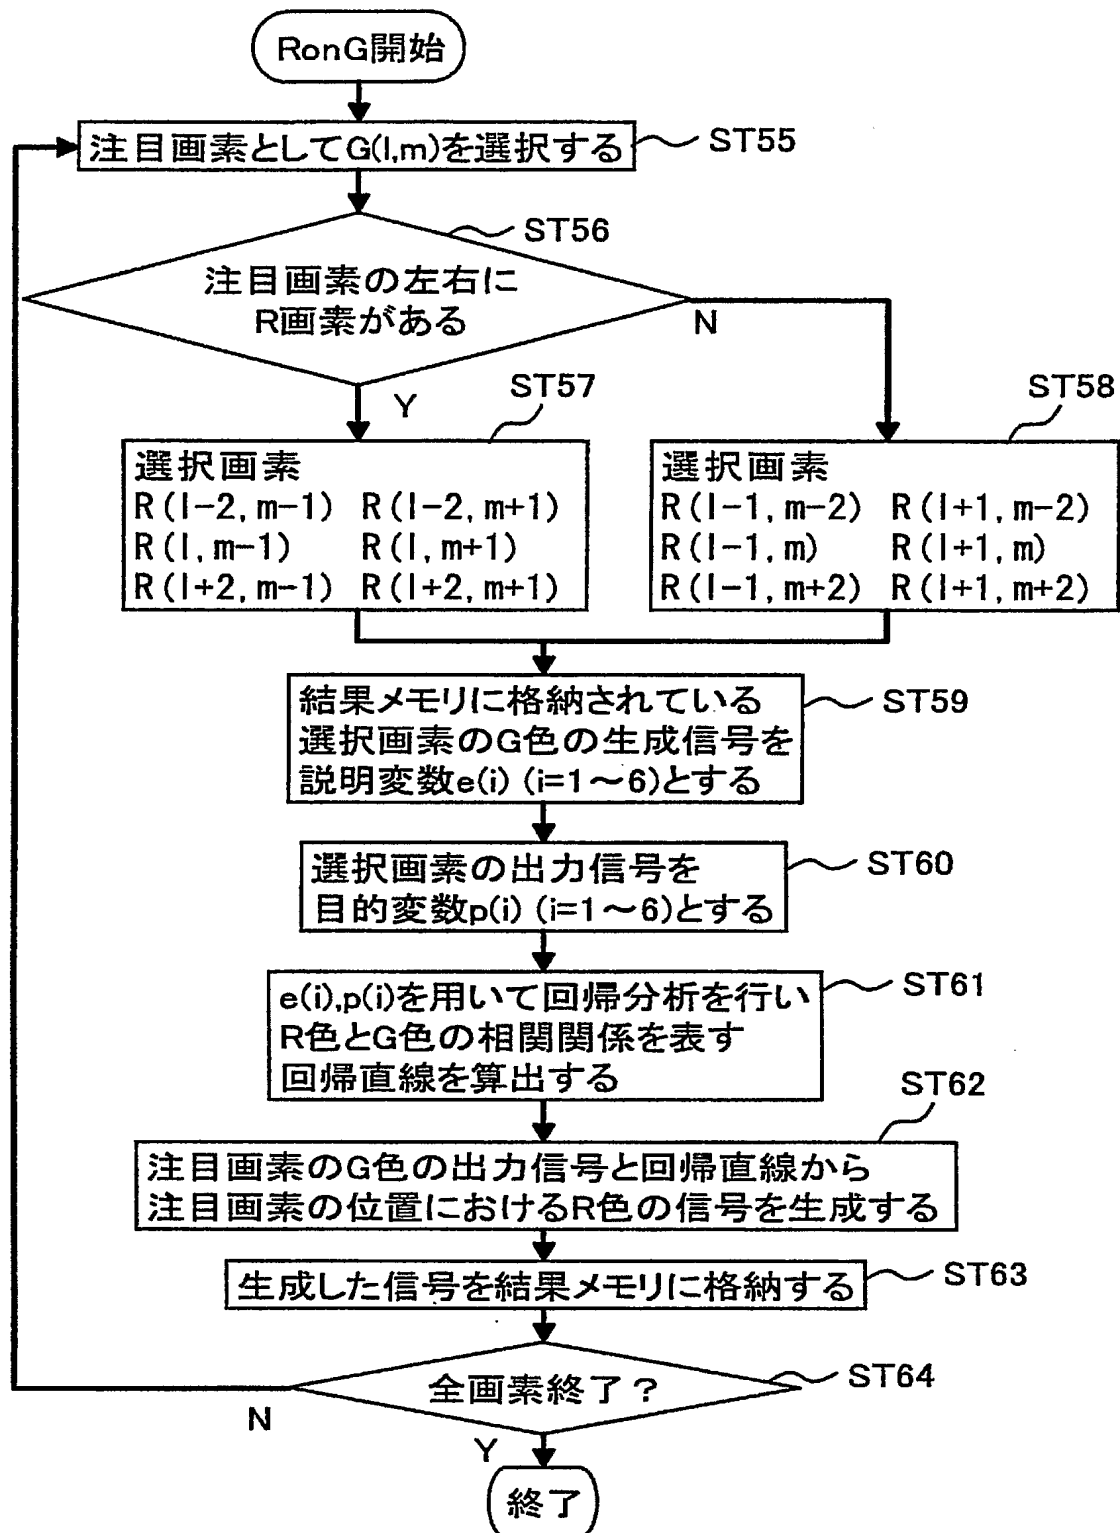 RonG開始
注目画素としてG(l,m)を選択する
ST55
ST56
注目画素の左右に
R画素がある
N
Y
ST57
選択画素
R(l-2,m-1) R(l-2,m+1)
R(l,m-1) R(l,m+1)
R(l+2,m-1) R(l+2,m+1)
ST58
選択画素
R(l-1,m-2) R(l+1,m-2)
R(l-1,m) R(l+1,m)
R(l-1,m+2) R(l+1,m+2)
結果メモリに格納されている
選択画素のG色の生成信号を
説明変数e(i) (i=1〜6)とする
ST59
選択画素の出力信号を
目的変数p(i) (i=1〜6)とする
ST60
e(i),p(i)を用いて回帰分析を行い
R色とG色の相関関係を表す
回帰直線を算出する
ST61
ST62
注目画素のG色の出力信号と回帰直線から
注目画素の位置におけるR色の信号を生成する
生成した信号を結果メモリに格納する
ST63
全画素終了？
ST64
N
Y
終了